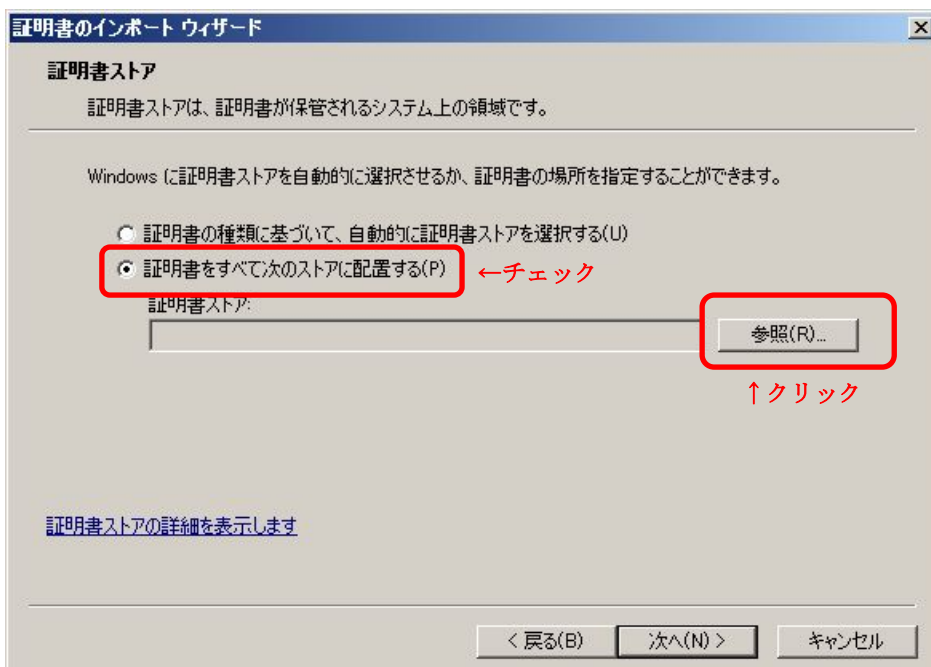 証明書のインポート ウィザード
証明書ストア
証明書ストアは、証明書が保管されるシステム上の領域です。
Windows に証明書ストアを自動的に選択させるか、証明書の場所を指定することができます。
証明書の種類に基づいて、自動的に証明書ストアを選択する(U)
証明書をすべて次のストアに配置する(P) ←チェック
証明書ストア:
参照(R)...
↑クリック
証明書ストアの詳細を表示します
< 戻る(B) 次へ(N) > キャンセル